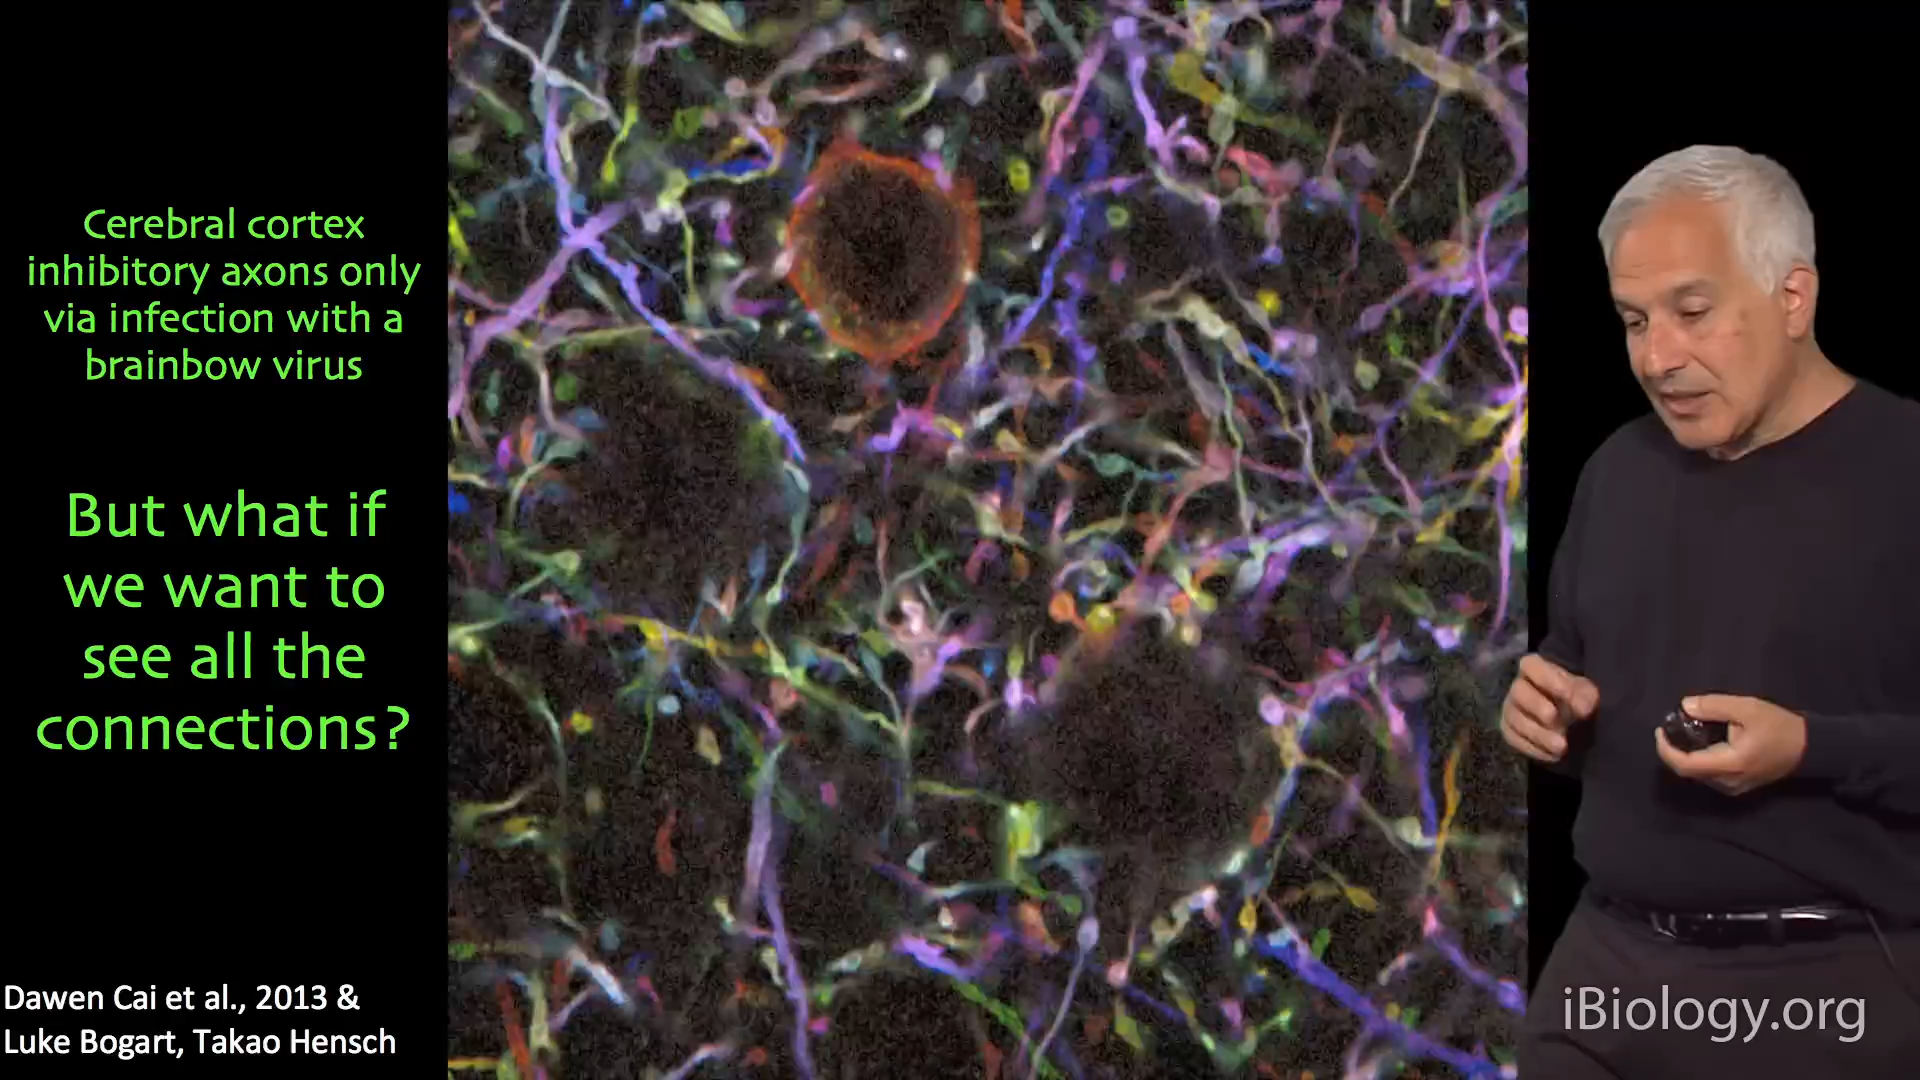 Cerebral cortex
inhibitory axons only
via infection with a
brainbow virus
But what if
we want to
see all the
connections?
Dawen Cai et al., 2013 &
Luke Bogart, Takao Hensch
iBiology.org